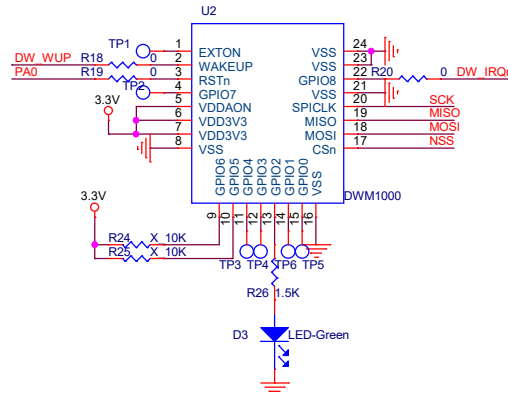 U2
TP1
1 EXTON VSS 24
DW_WUP R18 0 2 WAKEUP VSS 23
PA0 R19 0 3 RSTn GPIO8 22 R20 0 DW_IRQn
TP2 4 GPIO7 VSS 21
3.3V 5 VDDAON SPICLK 20 SCK
6 VDD3V3 MISO 19 MISO
7 VDD3V3 MOSI 18 MOSI
8 VSS CSn 17 NSS
GPIO6 GPIO5 GPIO4 GPIO3 GPIO2 GPIO1 GPIO0 VSS
DWM1000
3.3V
9 10 11 12 13 14 15 16
R24 X 10K
R25 X 10K
TP3 TP4 TP6 TP5
R26 1.5K
D3 LED-Green